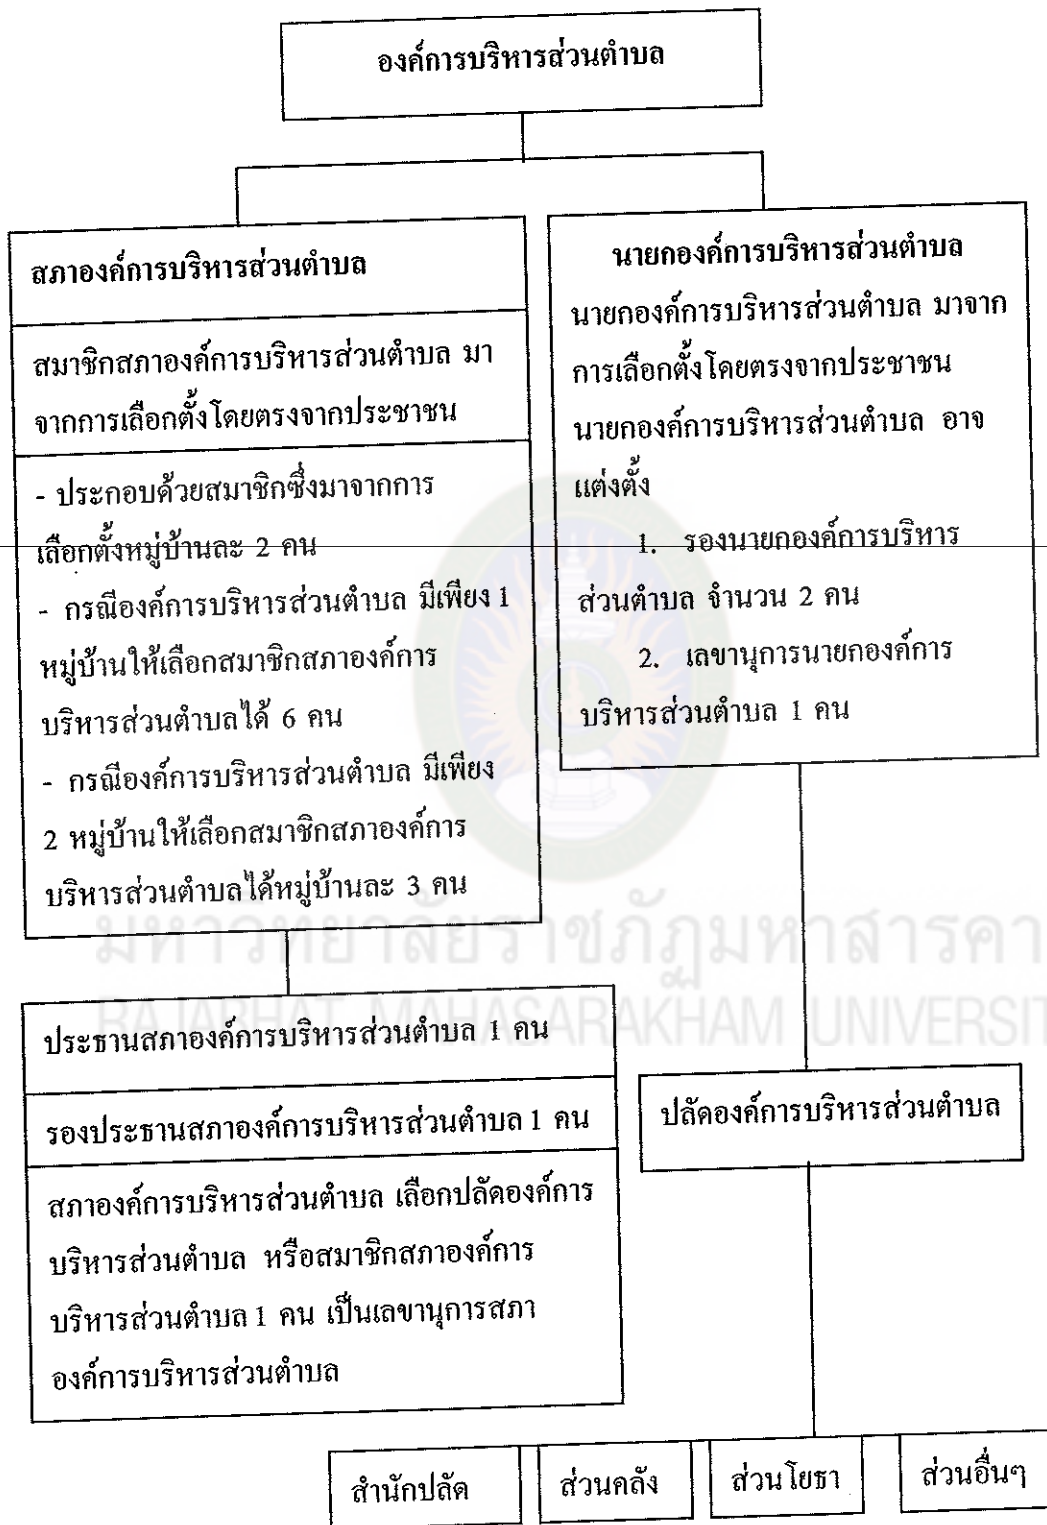 องค์การบริหารส่วนตำบล
สภาองค์การบริหารส่วนตำบล
สมาชิกสภาองค์การบริหารส่วนตำบล มา
จากการเลือกตั้งโดยตรงจากประชาชน
- ประกอบด้วยสมาชิกซึ่งมาจากการ
เลือกตั้งหมู่บ้านละ 2 คน
- กรณีองค์การบริหารส่วนตำบล มีเพียง 1
หมู่บ้านให้เลือกสมาชิกสภาองค์การ
บริหารส่วนตำบลได้ 6 คน
- กรณีองค์การบริหารส่วนตำบล มีเพียง
2 หมู่บ้านให้เลือกสมาชิกสภาองค์การ
บริหารส่วนตำบลได้หมู่บ้านละ 3 คน
นายกองค์การบริหารส่วนตำบล
นายกองค์การบริหารส่วนตำบล มาจาก
การเลือกตั้งโดยตรงจากประชาชน
นายกองค์การบริหารส่วนตำบล อาจ
แต่งตั้ง
1. รองนายกองค์การบริหาร
ส่วนตำบล จำนวน 2 คน
2. เลขานุการนายกองค์การ
บริหารส่วนตำบล 1 คน
มหาวิทยาลัยราชภัฏมหาสารคา
RAJABHAT MAHASARAKHAM UNIVERSIT
ประธานสภาองค์การบริหารส่วนตำบล 1 คน
รองประธานสภาองค์การบริหารส่วนตำบล 1 คน
สภาองค์การบริหารส่วนตำบล เลือกปลัดองค์การ
บริหารส่วนตำบล หรือสมาชิกสภาองค์การ
บริหารส่วนตำบล 1 คน เป็นเลขานุการสภา
องค์การบริหารส่วนตำบล
ปลัดองค์การบริหารส่วนตำบล
สำนักปลัด
ส่วนคลัง
ส่วนโยธา
ส่วนอื่นๆ